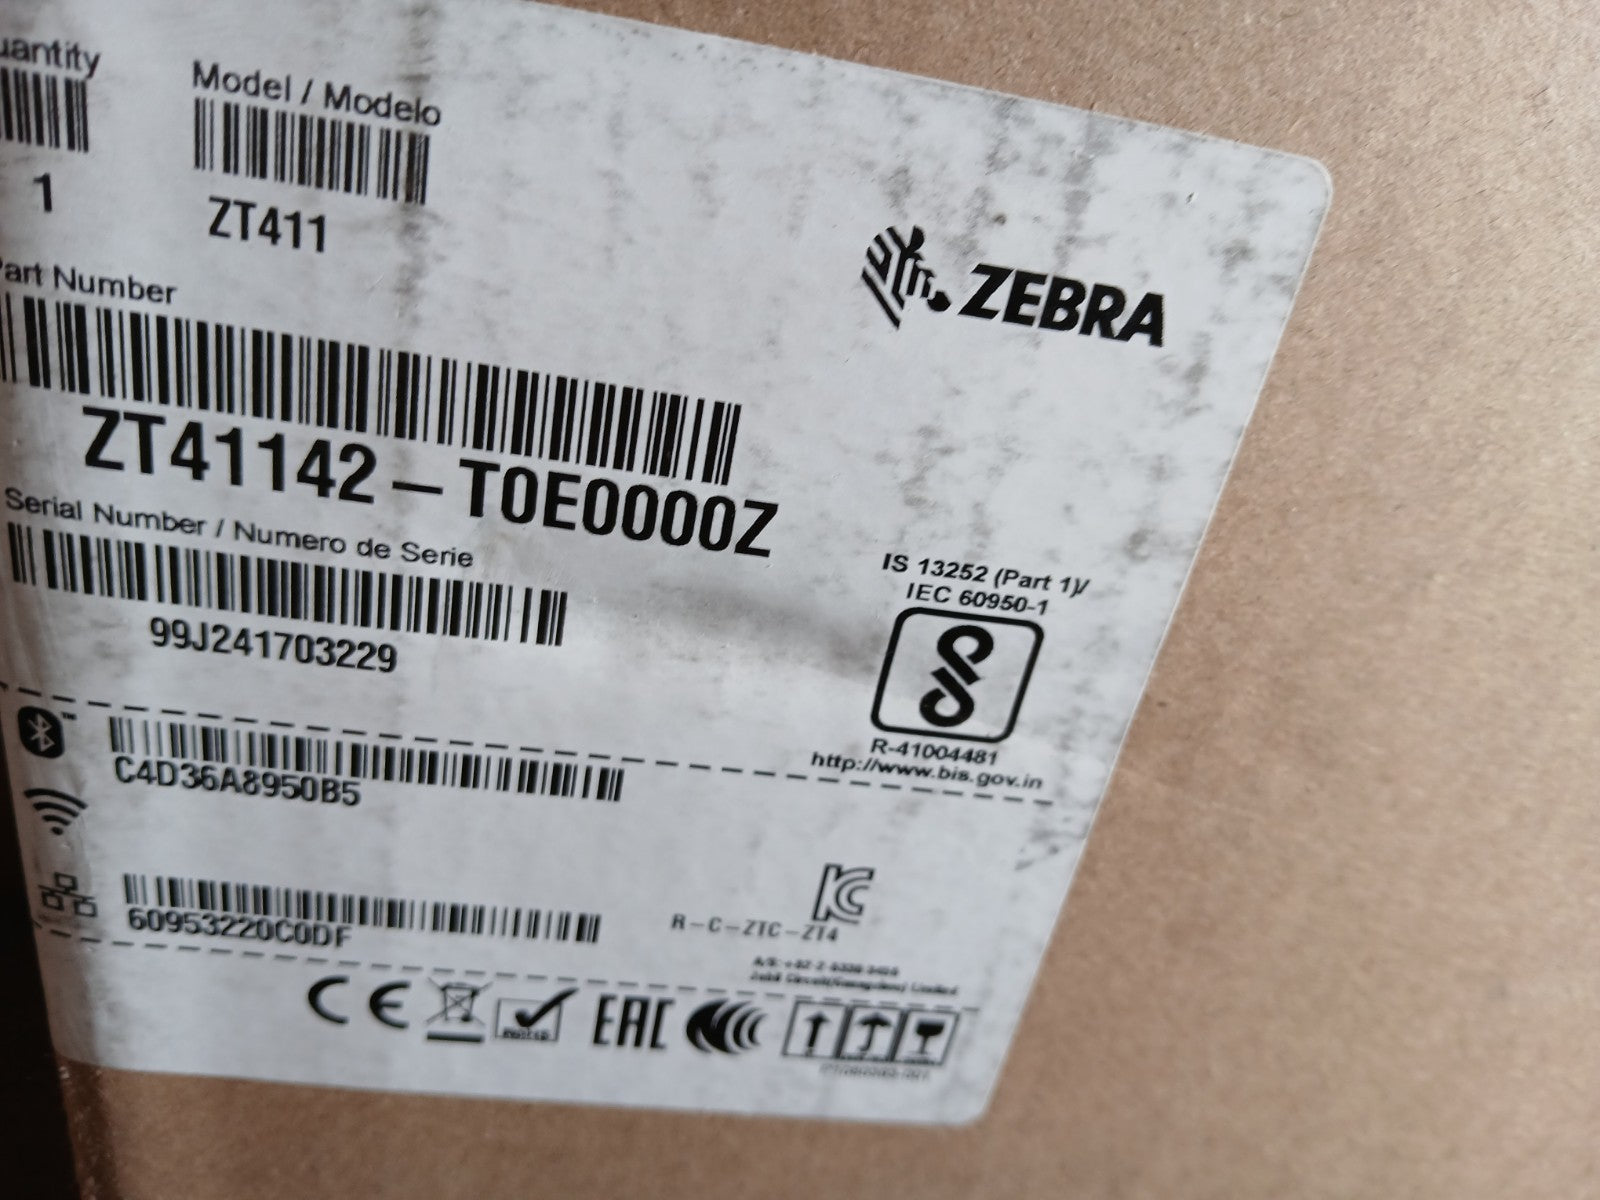 Quantity
Model / Modelo
1
ZT411
ZEBRA
Part Number
ZT41142-T0E0000Z
Serial Number / Numero de Serie
99J241703229
IS 13252 (Part 1)/
IEC 60950-1
R-41004481
http://www.bis.gov.in
C4D36A8950B5
60953220C0DF
R-C-ZTC-ZT4
CE
EAC